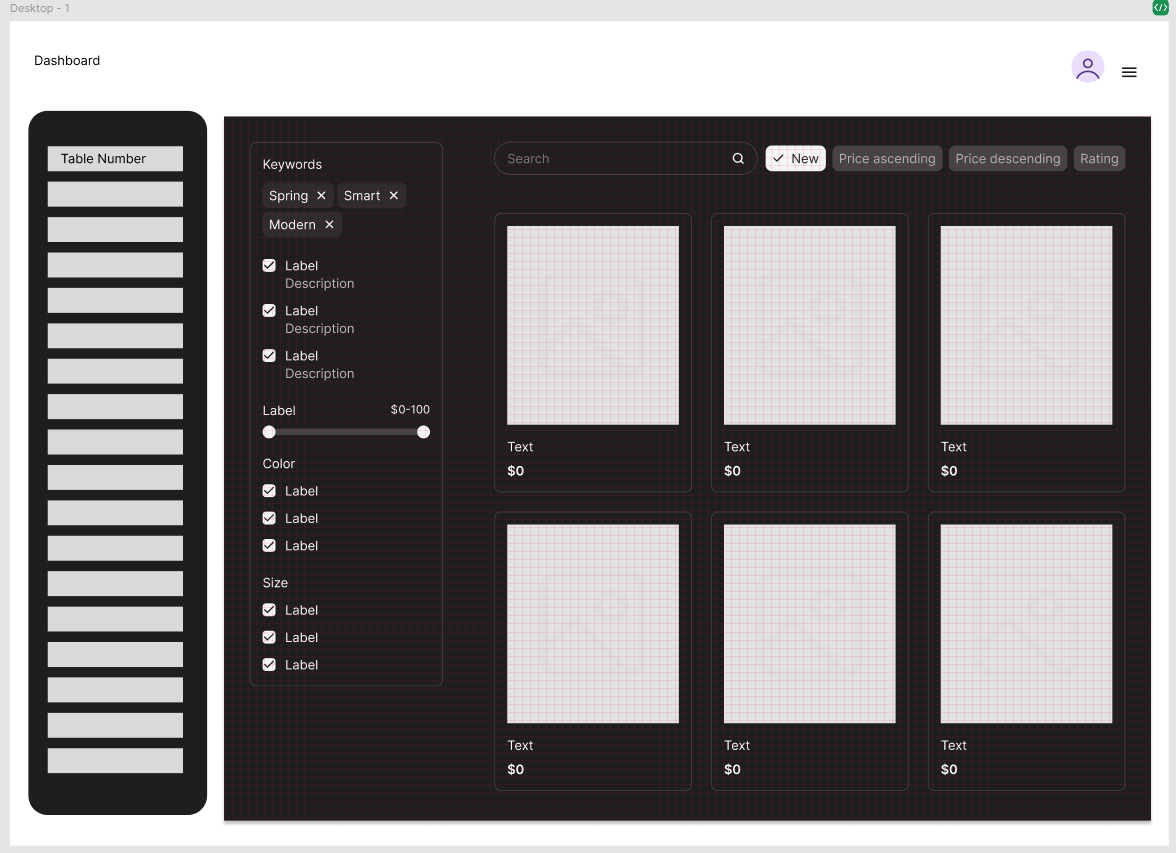 Desktop - 1
Dashboard
Table Number
Keywords
Spring
Smart
Modern
Label
Description
Label
Description
Label
Description
Label $0-100
Color
Label
Label
Label
Size
Label
Label
Label
Search
New
Price ascending
Price descending
Rating
Text
$0
Text
$0
Text
$0
Text
$0
Text
$0
Text
$0